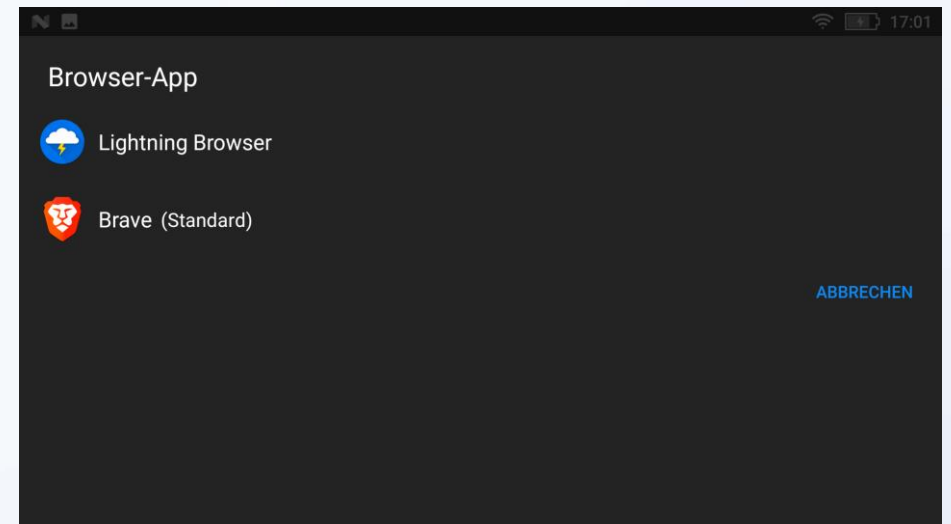 17:01
Browser-App
Lightning Browser
Brave (Standard)
ABBRECHEN